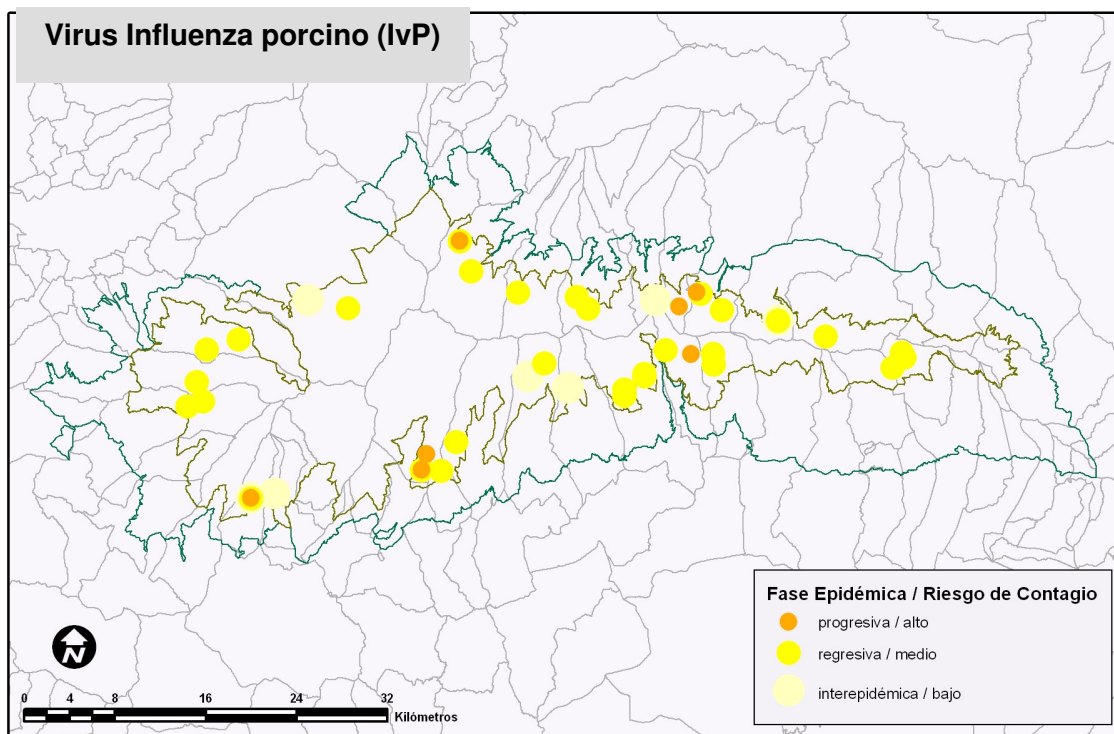 Virus Influenza porcino (IvP)
Fase Epidémica / Riesgo de Contagio
progresiva / alto
regresiva / medio
interepidémica / bajo
N
0 4 8 16 24 32
Kilómetros